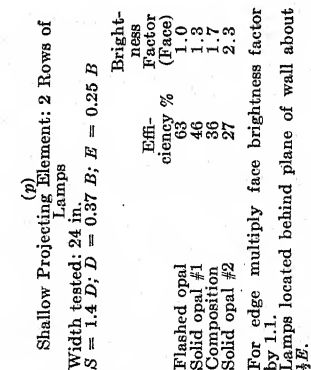 (p)
Shallow Projecting Element: 2 Rows of
Lamps
Width tested: 24 in.
S = 1.4 D; D = 0.37 B; E = 0.25 B
Effi-
ciency % Bright-
ness
Factor
(Face)
Flashed opal 63 1.0
Solid opal #1 46 1.3
Composition 36 1.7
Solid opal #2 27 2.3
For edge multiply face brightness factor
by 1.1.
Lamps located behind plane of wall about
⅓E.